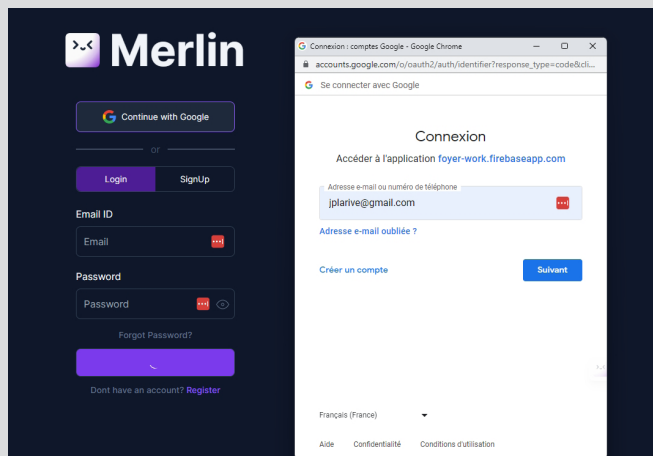 Merlin
Continue with Google
or
Login
SignUp
Email ID
Email
Password
Password
Forgot Password?
Dont have an account? Register
Connexion : comptes Google - Google Chrome
accounts.google.com/o/oauth2/auth/identifier?response_type=code&cli...
Se connecter avec Google
Connexion
Accéder à l'application foyer-work.firebaseapp.com
Adresse e-mail ou numéro de téléphone
jplarive@gmail.com
Adresse e-mail oubliée ?
Créer un compte
Suivant
Français (France)
Aide Confidentialité Conditions d'utilisation